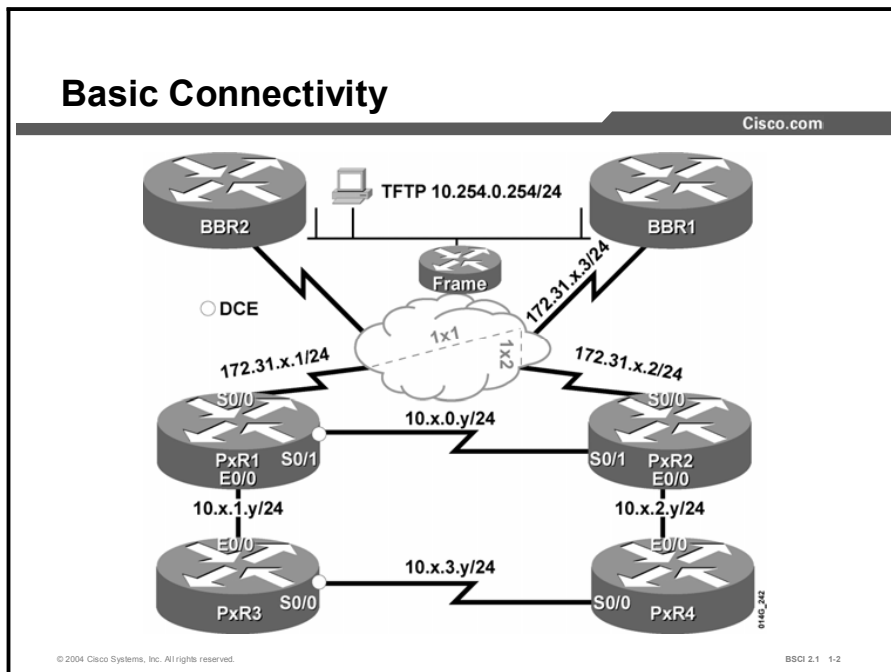 Basic Connectivity
Cisco.com
TFTP 10.254.0.254/24
BBR2
BBR1
Frame
172.31.x.3/24
DCE
1x1
1x2
172.31.x.1/24
172.31.x.2/24
S0/0
S0/0
10.x.0.y/24
PxR1
S0/1
S0/1
PxR2
E0/0
E0/0
10.x.1.y/24
10.x.2.y/24
E0/0
E0/0
10.x.3.y/24
PxR3
S0/0
S0/0
PxR4
014G_242
© 2004 Cisco Systems, Inc. All rights reserved.
BSCI 2.1 1-2